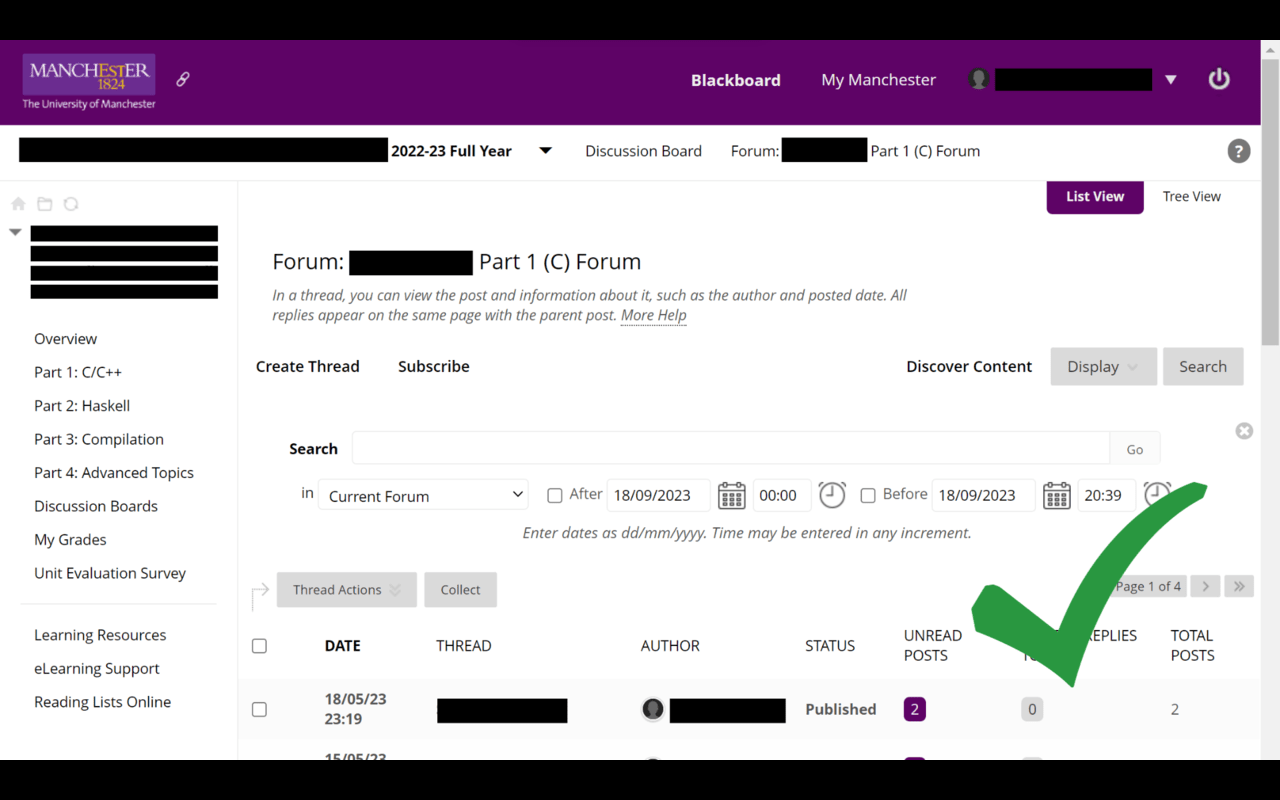 MANCHESTER
1824
The University of Manchester
Blackboard
My Manchester
2022-23 Full Year
Discussion Board
Forum: Part 1 (C) Forum
?
List View
Tree View
Forum: Part 1 (C) Forum
In a thread, you can view the post and information about it, such as the author and posted date. All
replies appear on the same page with the parent post. More Help
Overview
Part 1: C/C++
Part 2: Haskell
Part 3: Compilation
Part 4: Advanced Topics
Discussion Boards
My Grades
Unit Evaluation Survey
Learning Resources
eLearning Support
Reading Lists Online
Create Thread
Subscribe
Discover Content
Display
Search
Search
Go
in Current Forum
After 18/09/2023 00:00
Before 18/09/2023 20:39
Enter dates as dd/mm/yyyy. Time may be entered in any increment.
Thread Actions
Collect
Page 1 of 4
DATE
THREAD
AUTHOR
STATUS
UNREAD
POSTS
TOTAL
POSTS
18/05/23
23:19
Published
2
0
2
15/05/23